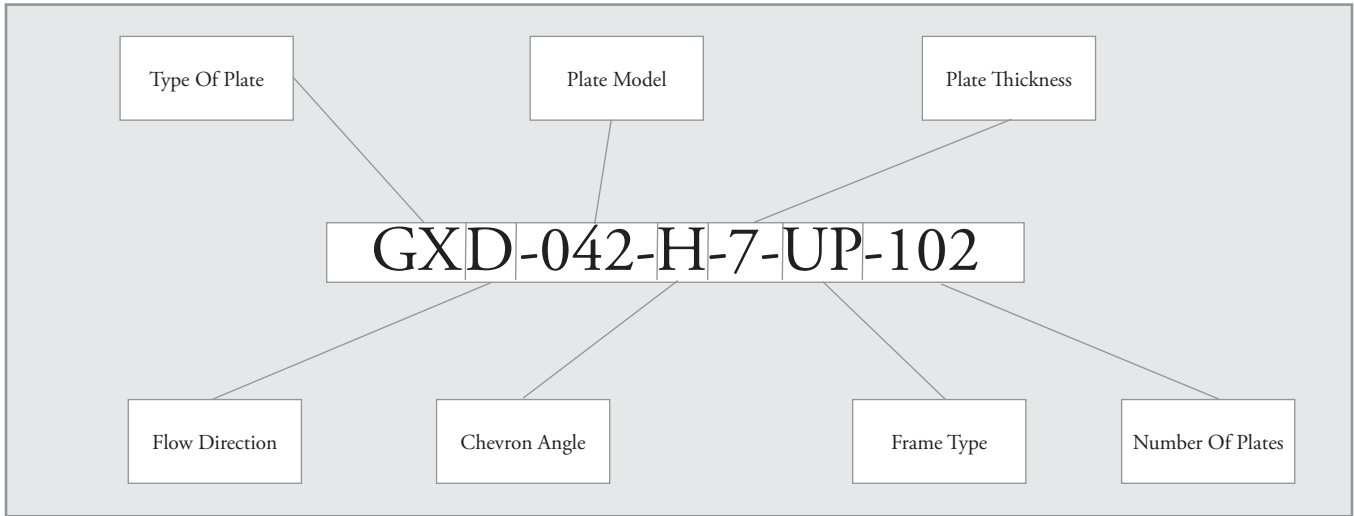 Type Of Plate
Plate Model
Plate Thickness
GXD-042-H-7-UP-102
Flow Direction
Chevron Angle
Frame Type
Number Of Plates